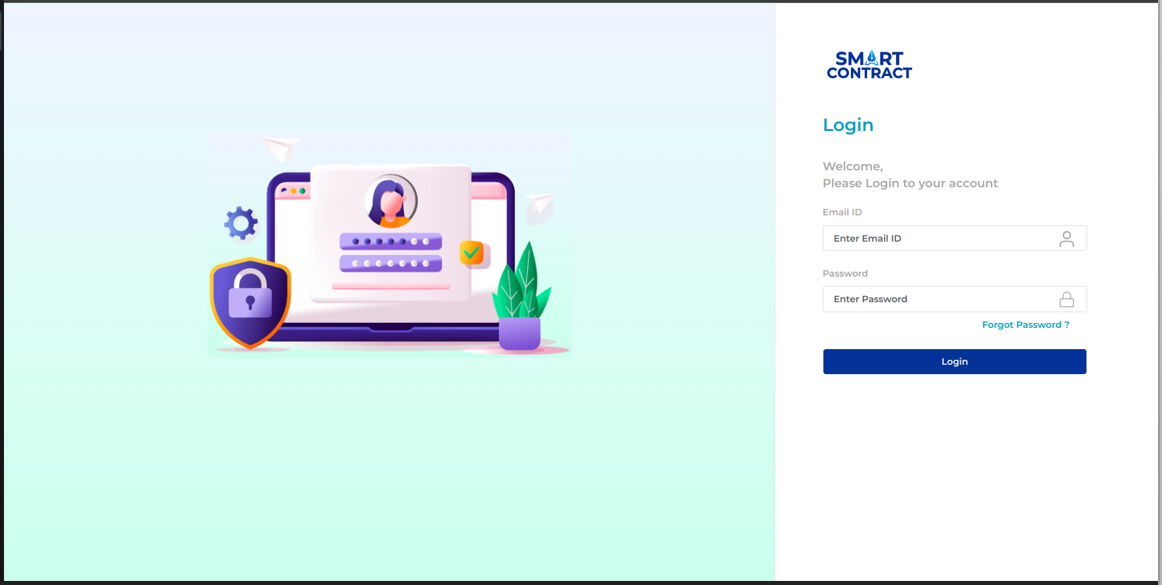 SMART
CONTRACT
Login
Welcome,
Please Login to your account
Email ID
Enter Email ID
Password
Enter Password
Forgot Password ?
Login